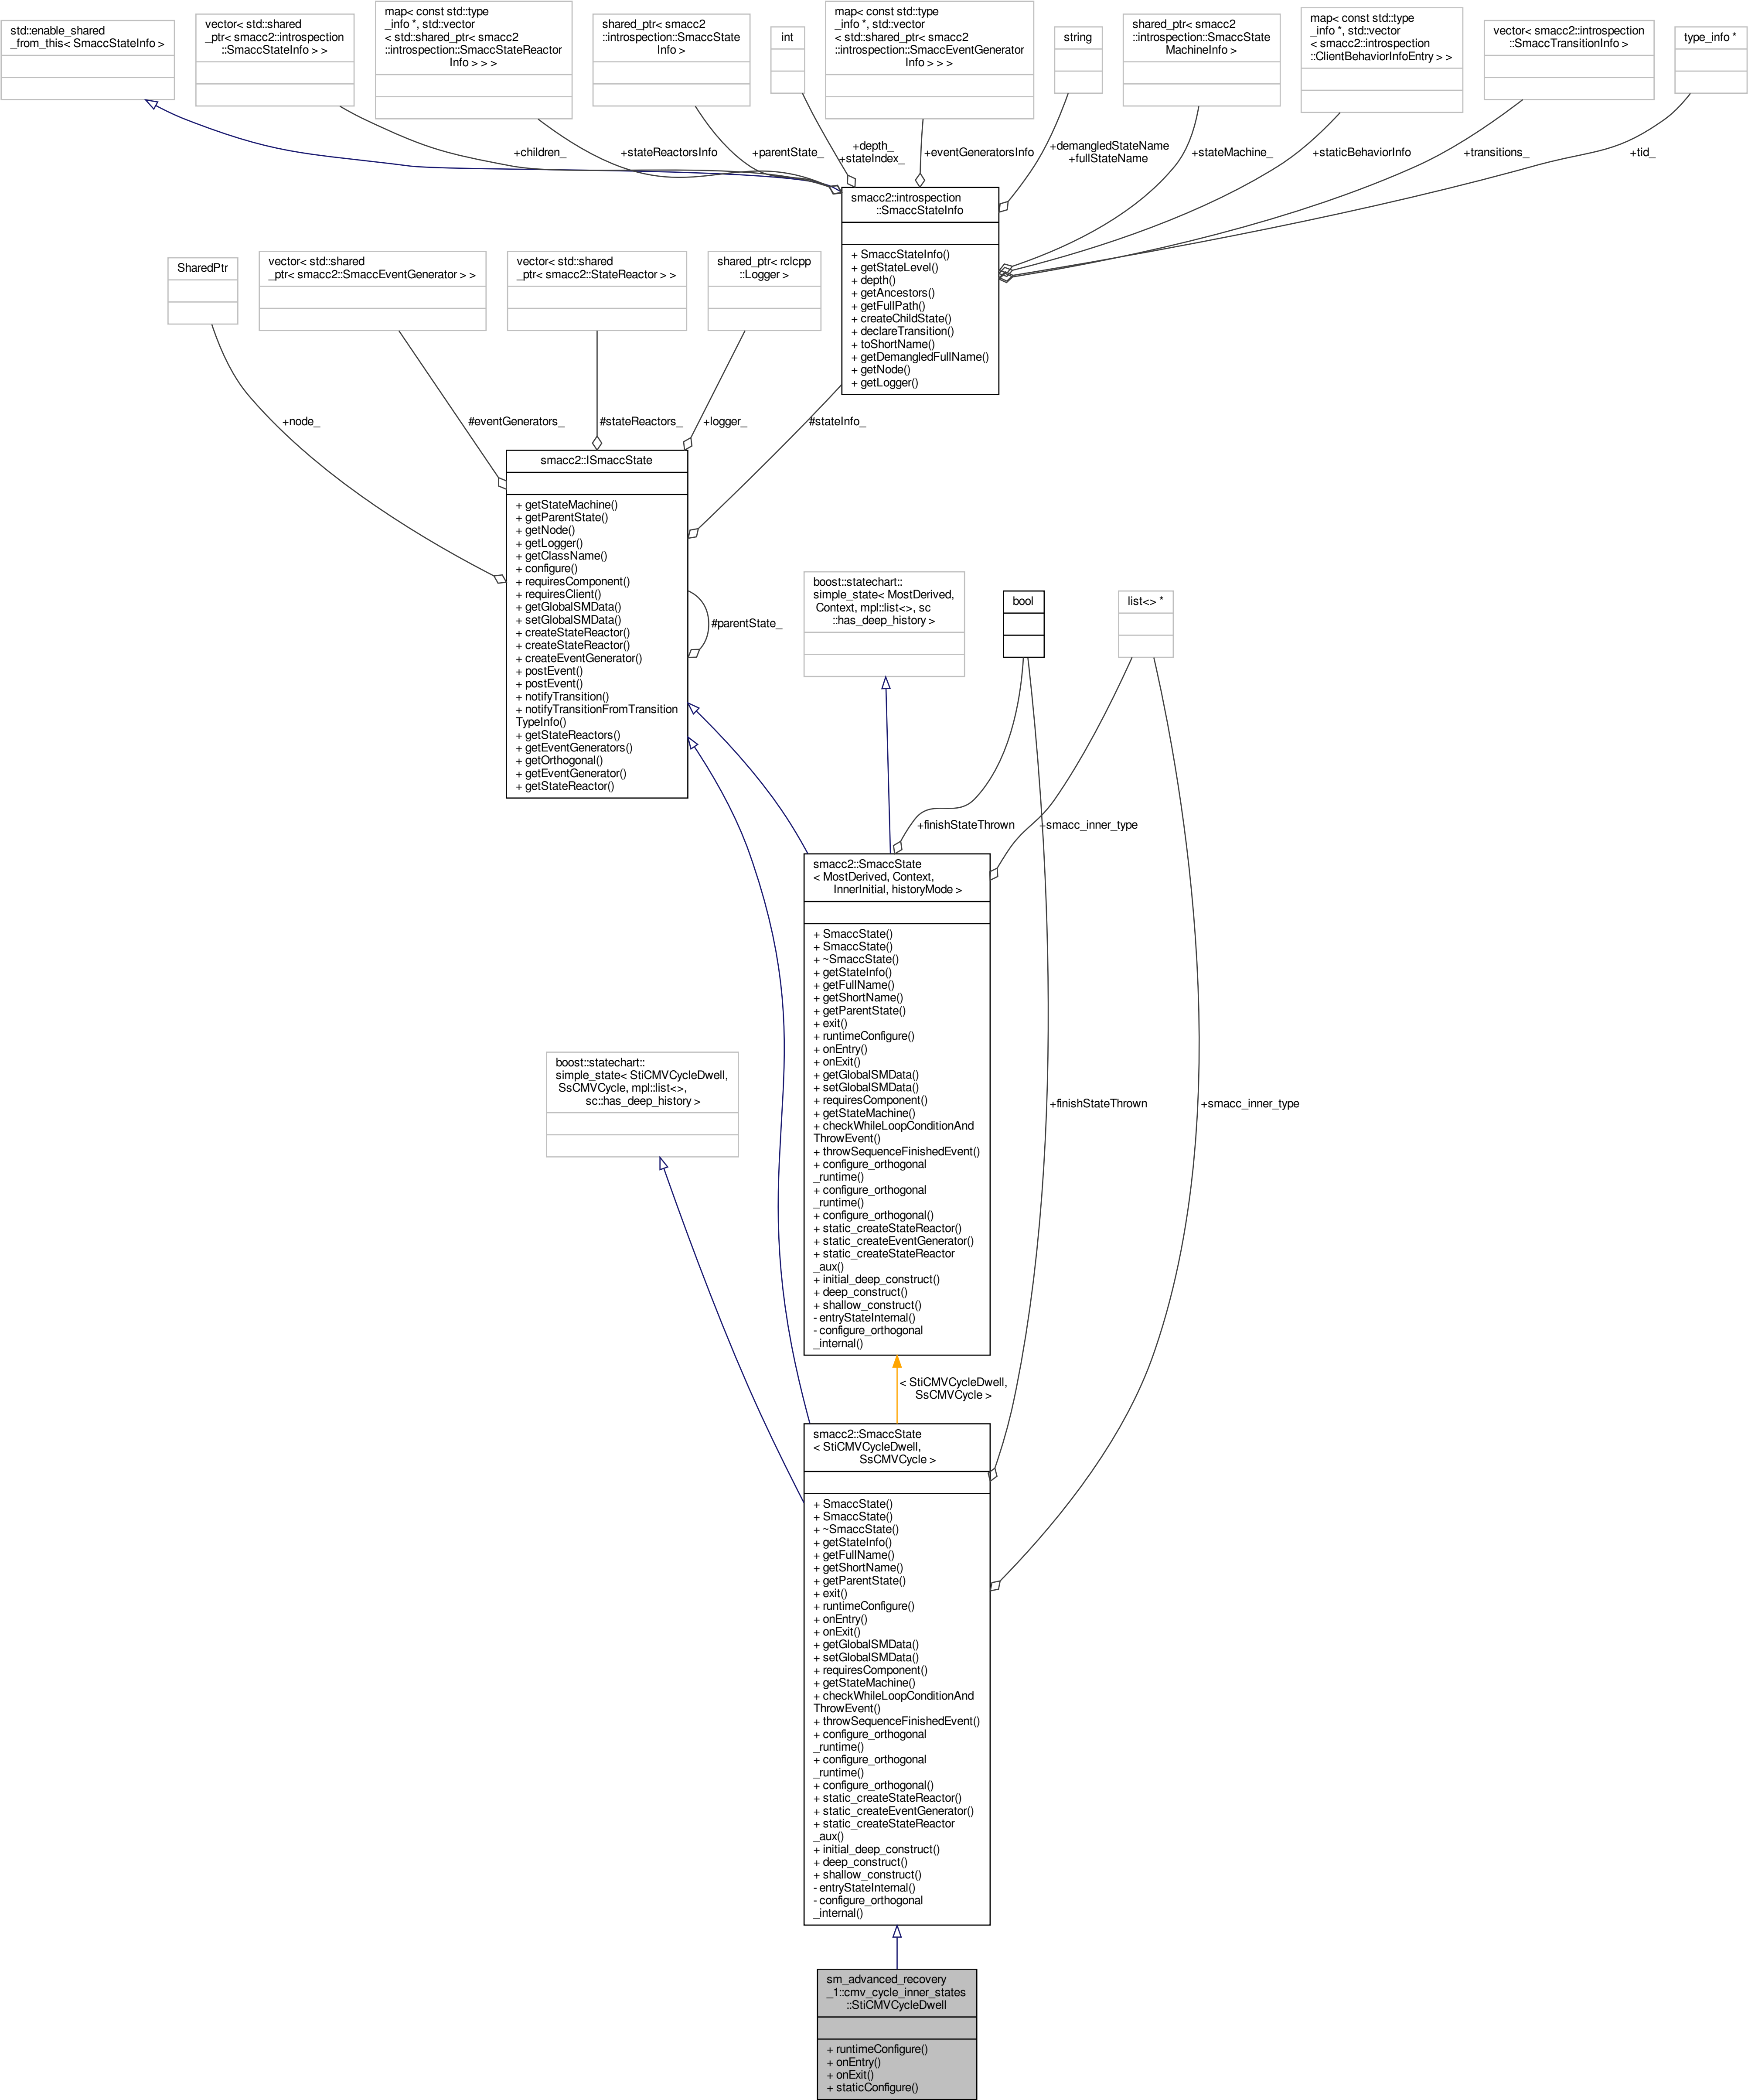 std::enable_shared
_from_this< SmaccStateInfo >
vector< std::shared
_ptr< smacc2::introspection
::SmaccStateInfo > >
map< const std::type
_info *, std::vector
< std::shared_ptr< smacc2
::introspection::SmaccStateReactor
Info > > >
shared_ptr< smacc2
::introspection::SmaccState
Info >
int
map< const std::type
_info *, std::vector
< std::shared_ptr< smacc2
::introspection::SmaccEventGenerator
Info > > >
string
shared_ptr< smacc2
::introspection::SmaccState
MachineInfo >
map< const std::type
_info *, std::vector
< smacc2::introspection
::ClientBehaviorInfoEntry > >
vector< smacc2::introspection
::SmaccTransitionInfo >
type_info *
+children_
+stateReactorsInfo
+parentState_
+depth_
+stateIndex_
+eventGeneratorsInfo
+demangledStateName
+fullStateName
+stateMachine_
+staticBehaviorInfo
+transitions_
+tid_
smacc2::introspection
::SmaccStateInfo
+ SmaccStateInfo()
+ getStateLevel()
+ depth()
+ getAncestors()
+ getFullPath()
+ createChildState()
+ declareTransition()
+ toShortName()
+ getDemangledFullName()
+ getNode()
+ getLogger()
SharedPtr
vector< std::shared
_ptr< smacc2::SmaccEventGenerator > >
vector< std::shared
_ptr< smacc2::StateReactor > >
shared_ptr< rclcpp
::Logger >
+node_
#eventGenerators_
#stateReactors_
+logger_
#stateInfo_
smacc2::ISmaccState
+ getStateMachine()
+ getParentState()
+ getNode()
+ getLogger()
+ getClassName()
+ configure()
+ requiresComponent()
+ requiresClient()
+ getGlobalSMData()
+ setGlobalSMData()
+ createStateReactor()
+ createStateReactor()
+ createEventGenerator()
+ postEvent()
+ postEvent()
+ notifyTransition()
+ notifyTransitionFromTransition
TypeInfo()
+ getStateReactors()
+ getEventGenerators()
+ getOrthogonal()
+ getEventGenerator()
+ getStateReactor()
#parentState_
boost::statechart::
simple_state< MostDerived,
Context, mpl::list<>, sc
::has_deep_history >
bool
list<> *
+finishStateThrown
+smacc_inner_type
smacc2::SmaccState
< MostDerived, Context,
InnerInitial, historyMode >
+ SmaccState()
+ SmaccState()
+ ~SmaccState()
+ getStateInfo()
+ getFullName()
+ getShortName()
+ getParentState()
+ exit()
+ runtimeConfigure()
+ onEntry()
+ onExit()
+ getGlobalSMData()
+ setGlobalSMData()
+ requiresComponent()
+ getStateMachine()
+ checkWhileLoopConditionAnd
ThrowEvent()
+ throwSequenceFinishedEvent()
+ configure_orthogonal
_runtime()
+ configure_orthogonal
_runtime()
+ configure_orthogonal()
+ static_createStateReactor()
+ static_createEventGenerator()
+ static_createStateReactor
_aux()
+ initial_deep_construct()
+ deep_construct()
+ shallow_construct()
- entryStateInternal()
- configure_orthogonal
_internal()
boost::statechart::
simple_state< StiCMVCycleDwell,
SsCMVCycle, mpl::list<>,
sc::has_deep_history >
+finishStateThrown
+smacc_inner_type
< StiCMVCycleDwell,
SsCMVCycle >
smacc2::SmaccState
< StiCMVCycleDwell,
SsCMVCycle >
+ SmaccState()
+ SmaccState()
+ ~SmaccState()
+ getStateInfo()
+ getFullName()
+ getShortName()
+ getParentState()
+ exit()
+ runtimeConfigure()
+ onEntry()
+ onExit()
+ getGlobalSMData()
+ setGlobalSMData()
+ requiresComponent()
+ getStateMachine()
+ checkWhileLoopConditionAnd
ThrowEvent()
+ throwSequenceFinishedEvent()
+ configure_orthogonal
_runtime()
+ configure_orthogonal
_runtime()
+ configure_orthogonal()
+ static_createStateReactor()
+ static_createEventGenerator()
+ static_createStateReactor
_aux()
+ initial_deep_construct()
+ deep_construct()
+ shallow_construct()
- entryStateInternal()
- configure_orthogonal
_internal()
sm_advanced_recovery
_1::cmv_cycle_inner_states
::StiCMVCycleDwell
+ runtimeConfigure()
+ onEntry()
+ onExit()
+ staticConfigure()